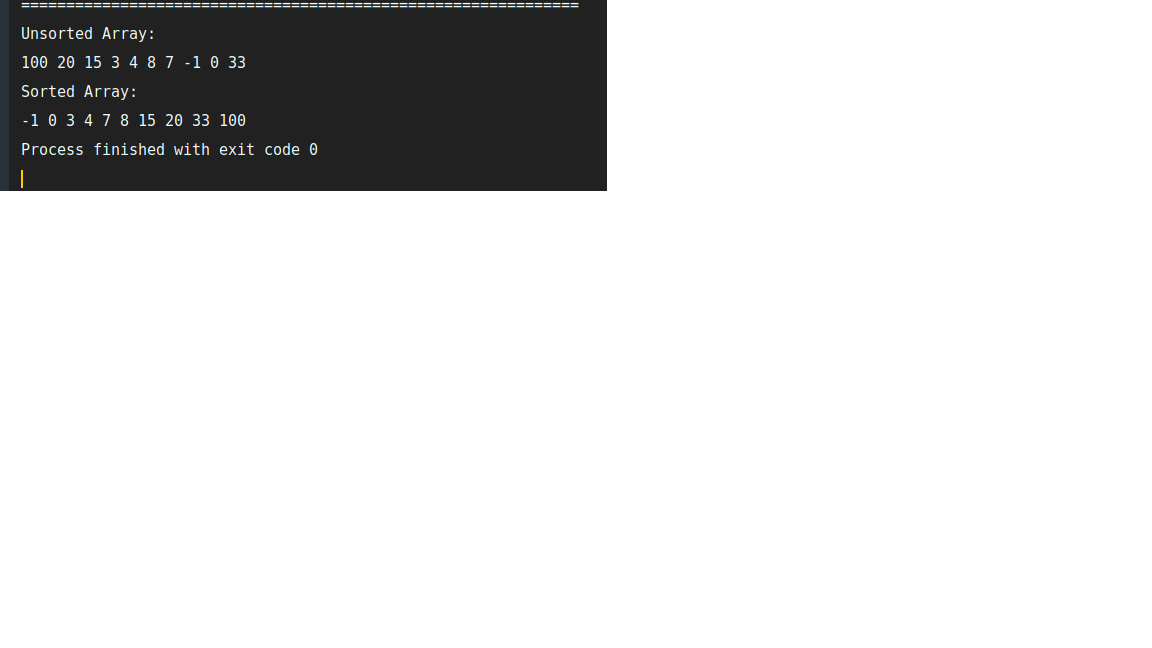 ==============================================================
Unsorted Array:
100 20 15 3 4 8 7 -1 0 33
Sorted Array:
-1 0 3 4 7 8 15 20 33 100
Process finished with exit code 0